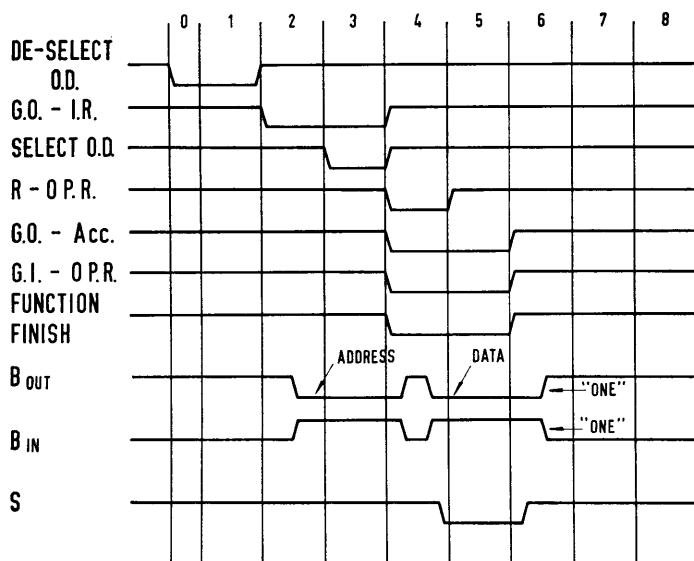 0 1 2 3 4 5 6 7 8
DE-SELECT
O.D.
G.O. - I.R.
SELECT O.D.
R - O P. R.
G.O. - Acc.
G.I. - O P.R.
FUNCTION
FINISH
ADDRESS DATA
B OUT "ONE"
B IN "ONE"
S